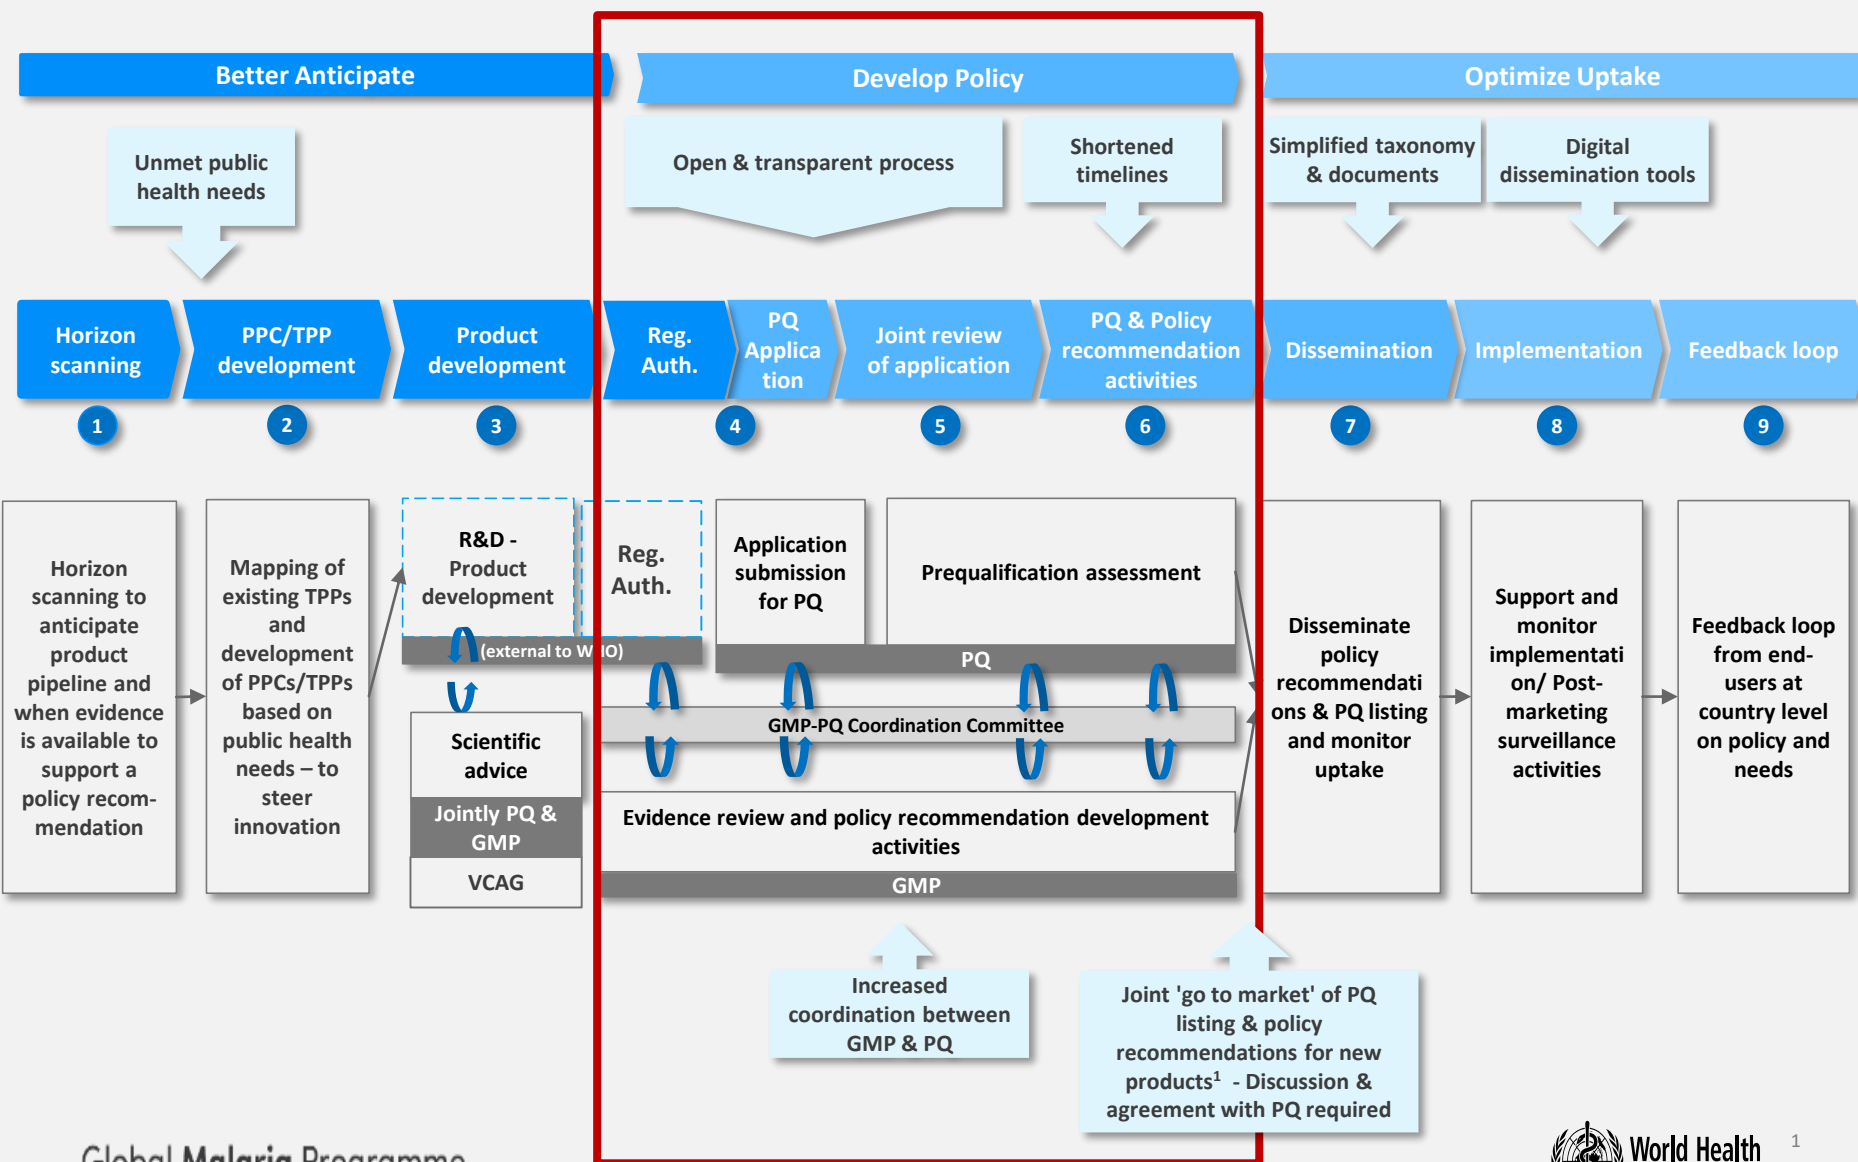 Better Anticipate
Develop Policy
Optimize Uptake
Unmet public
health needs
Open & transparent process
Shortened
timelines
Simplified taxonomy
& documents
Digital
dissemination tools
Horizon
scanning
PPC/TPP
development
Product
development
Reg.
Auth.
PQ
Applica
tion
Joint review
of application
PQ & Policy
recommendation
activities
Dissemination
Implementation
Feedback loop
1
2
3
4
5
6
7
8
9
Horizon
scanning to
anticipate
product
pipeline and
when evidence
is available to
support a
policy recom-
mendation
Mapping of
existing TPPs
and
development
of PPCs/TPPs
based on
public health
needs – to
steer
innovation
R&D -
Product
development
Reg.
Auth.
(external to WHO)
Scientific
advice
Jointly PQ &
GMP
VCAG
Application
submission
for PQ
Prequalification assessment
PQ
GMP-PQ Coordination Committee
Evidence review and policy recommendation development
activities
GMP
Disseminate
policy
recommendati
ons & PQ listing
and monitor
uptake
Support and
monitor
implementati
on/ Post-
marketing
surveillance
activities
Feedback loop
from end-
users at
country level
on policy and
needs
Increased
coordination between
GMP & PQ
Joint 'go to market' of PQ
listing & policy
recommendations for new
products¹ - Discussion &
agreement with PQ required
Global Malaria Programme
World Health
1